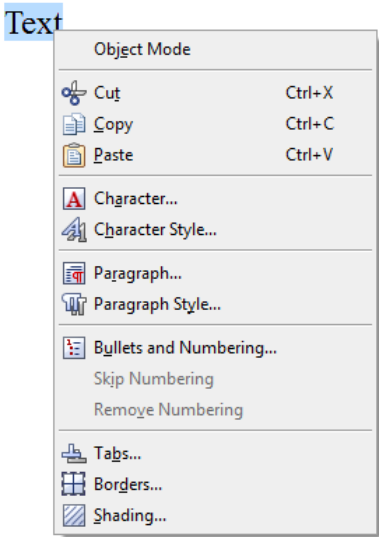 Text
Object Mode
Cut Ctrl+X
Copy Ctrl+C
Paste Ctrl+V
Character...
Character Style...
Paragraph...
Paragraph Style...
Bullets and Numbering...
Skip Numbering
Remove Numbering
Tabs...
Borders...
Shading...